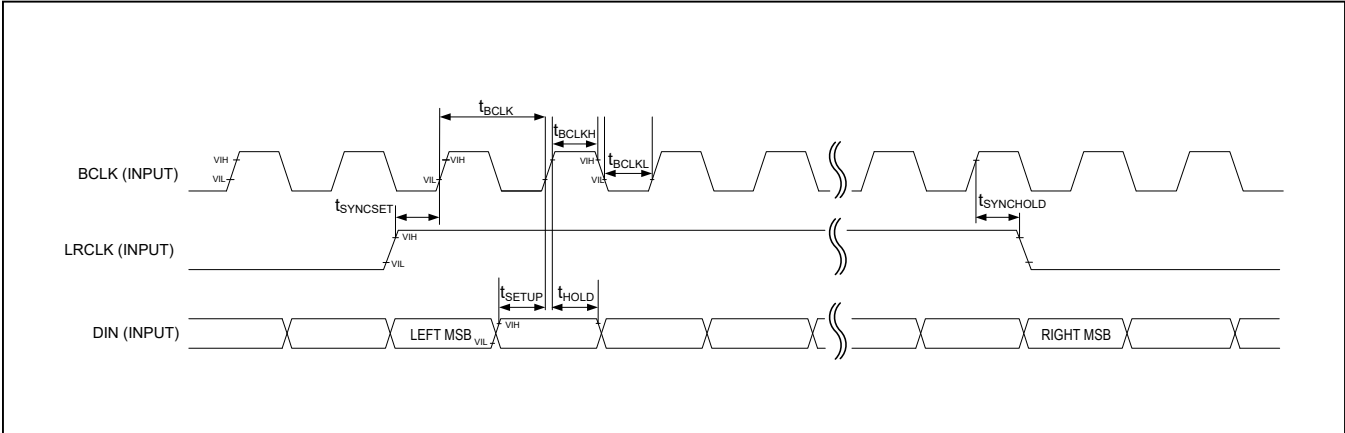 tBCLK
tBCLKH
tBCLKL
BCLK (INPUT)
VIH
VIL
VIH
VIL
VIH
VIL
tSYNCSET
tSYNCHOLD
LRCLK (INPUT)
VIH
VIL
tSETUP
tHOLD
DIN (INPUT)
LEFT MSB
VIH
VIL
RIGHT MSB